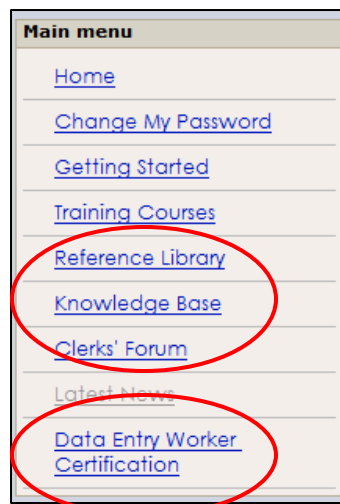 Main menu
Home
Change My Password
Getting Started
Training Courses
Reference Library
Knowledge Base
Clerks' Forum
Latest News
Data Entry Worker
Certification